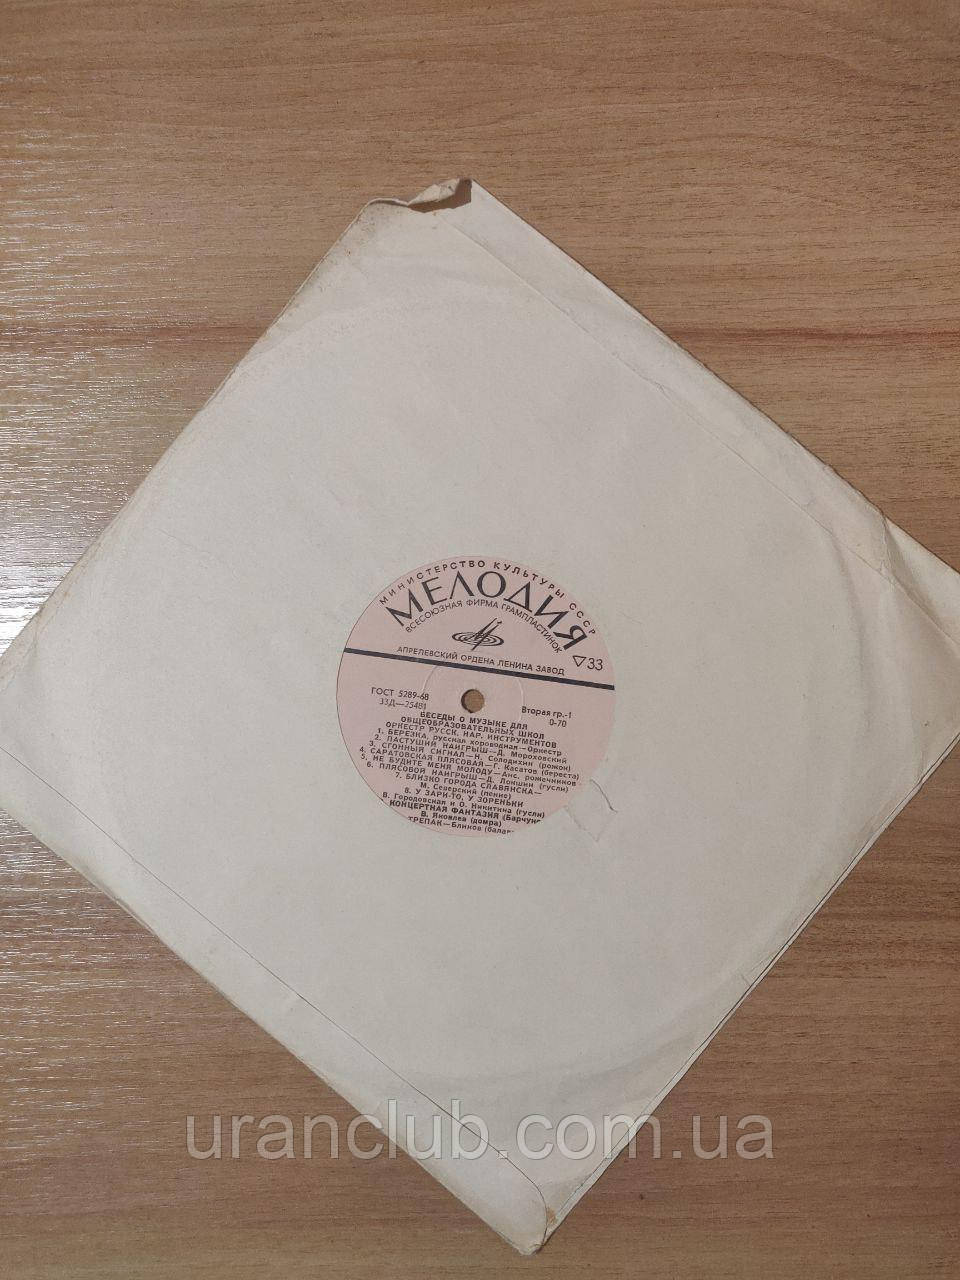 МИНИСТЕРСТВО КУЛЬТУРЫ СССР
МЕЛОДИЯ
ВСЕСОЮЗНАЯ ФИРМА ГРАМПЛАСТИНОК
АПРЕЛЕВСКИЙ ОРДЕНА ЛЕНИНА ЗАВОД
▽33
ГОСТ 5289-68
33Д—25481
Вторая гр.-1
0-70
БЕСЕДЫ О МУЗЫКЕ ДЛЯ
ОБЩЕОБРАЗОВАТЕЛЬНЫХ ШКОЛ
ОРКЕСТР РУССК. НАР. ИНСТРУМЕНТОВ
1. БЕРЕЗКА, русская хороводная—Оркестр
2. ПАСТУШИЙ НАИГРЫШ—Д. Мороховский
3. СГОННЫЙ СИГНАЛ—Н. Солодихин (рожок)
4. САРАТОВСКАЯ ПЛЯСОВАЯ—Г. Касатов (береста)
5. НЕ БУДИТЕ МЕНЯ МОЛОДУ—Анс. рожечников
6. ПЛЯСОВОЙ НАИГРЫШ—Д. Локшин (гусли)
7. БЛИЗКО ГОРОДА СЛАВЯНСКА—
М. Северский (пение)
8. У ЗАРИ-ТО, У ЗОРЕНЬКИ
В. Городовская и О. Никитина (гусли)
КОНЦЕРТНАЯ ФАНТАЗИЯ (Барчуно
В. Яковлев (домра)
ТРЕПАК—Блинов (балал
uranclub.com.ua